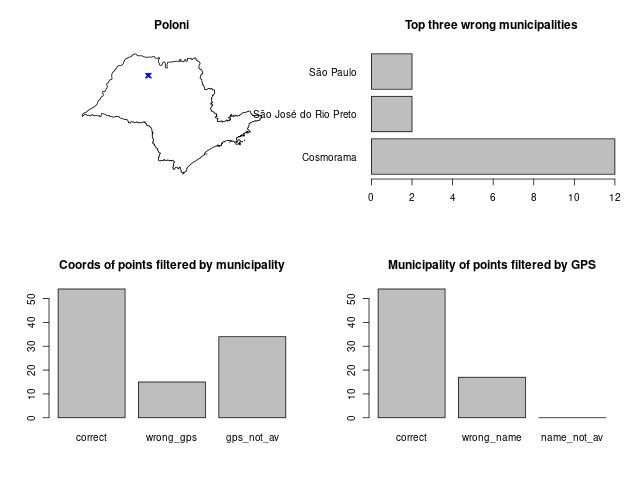 Poloni
Top three wrong municipalities
São Paulo
São José do Rio Preto
Cosmorama
0 2 4 6 8 10 12
Coords of points filtered by municipality
50
40
30
20
10
0
correct wrong_gps gps_not_av
Municipality of points filtered by GPS
50
40
30
20
10
0
correct wrong_name name_not_av